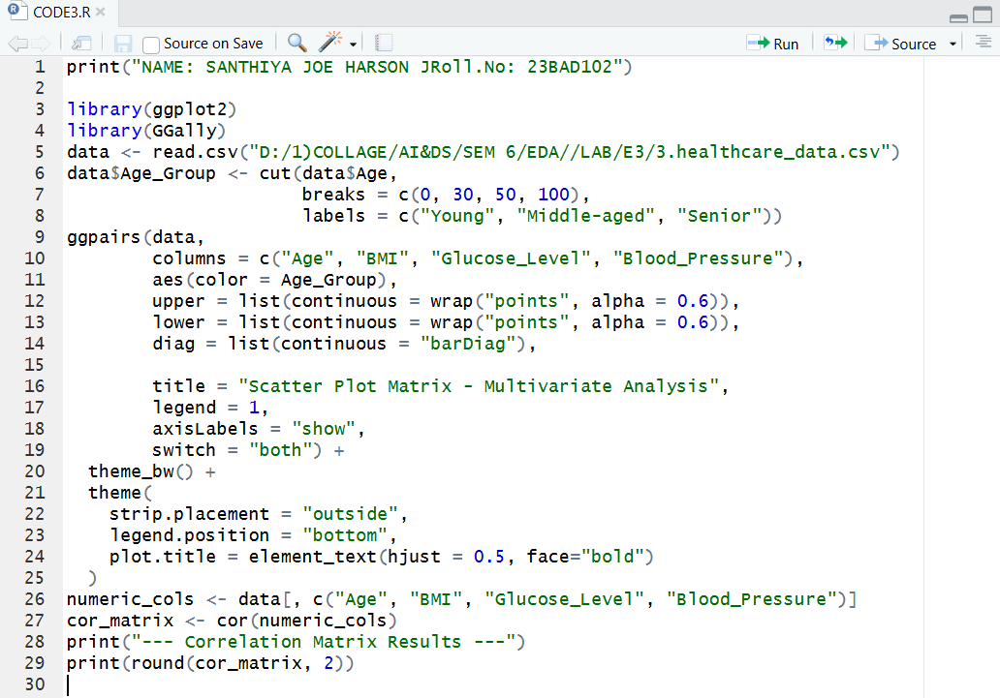 CODE3.R
Source on Save Run Source
1 print("NAME: SANTHIYA JOE HARSON JRoll.No: 23BAD102")
2
3 library(ggplot2)
4 library(GGally)
5 data <- read.csv("D:/1)COLLAGE/AI&DS/SEM 6/EDA//LAB/E3/3.healthcare_data.csv")
6 data$Age_Group <- cut(data$Age,
7                       breaks = c(0, 30, 50, 100),
8                       labels = c("Young", "Middle-aged", "Senior"))
9 ggpairs(data,
10         columns = c("Age", "BMI", "Glucose_Level", "Blood_Pressure"),
11         aes(color = Age_Group),
12         upper = list(continuous = wrap("points", alpha = 0.6)),
13         lower = list(continuous = wrap("points", alpha = 0.6)),
14         diag = list(continuous = "barDiag"),
15
16         title = "Scatter Plot Matrix - Multivariate Analysis",
17         legend = 1,
18         axisLabels = "show",
19         switch = "both") +
20   theme_bw() +
21   theme(
22     strip.placement = "outside",
23     legend.position = "bottom",
24     plot.title = element_text(hjust = 0.5, face="bold")
25   )
26 numeric_cols <- data[, c("Age", "BMI", "Glucose_Level", "Blood_Pressure")]
27 cor_matrix <- cor(numeric_cols)
28 print("--- Correlation Matrix Results ---")
29 print(round(cor_matrix, 2))
30